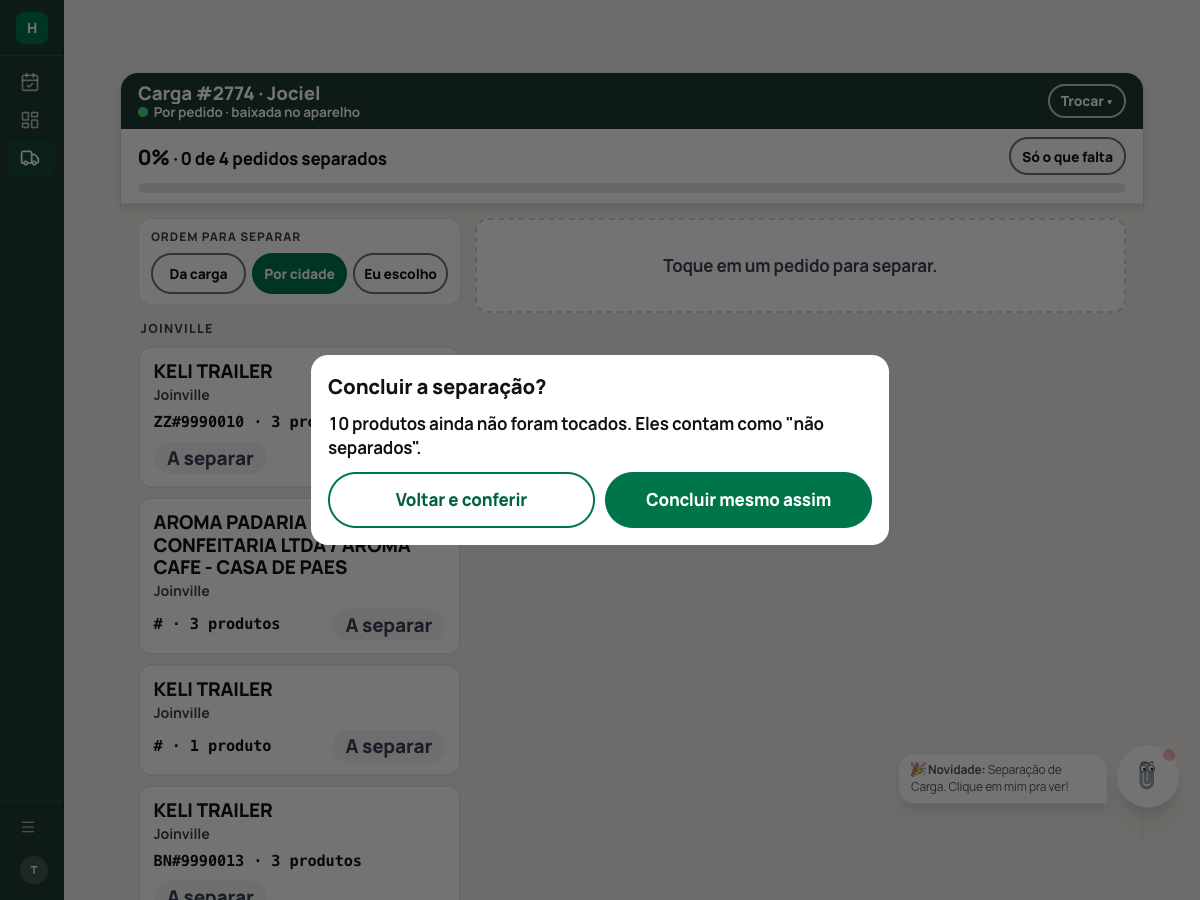 H
Carga #2774 · Jociel
Por pedido · baixada no aparelho
Trocar ▾
0% · 0 de 4 pedidos separados
Só o que falta
ORDEM PARA SEPARAR
Da carga
Por cidade
Eu escolho
Toque em um pedido para separar.
JOINVILLE
KELI TRAILER
Joinville
ZZ#9990010 · 3 pro
A separar
Concluir a separação?
10 produtos ainda não foram tocados. Eles contam como "não
separados".
Voltar e conferir
Concluir mesmo assim
AROMA PADARIA
CONFEITARIA LTDA / AROMA
CAFE - CASA DE PAES
Joinville
# · 3 produtos
A separar
KELI TRAILER
Joinville
# · 1 produto
A separar
KELI TRAILER
Joinville
BN#9990013 · 3 produtos
A separar
🎉 Novidade: Separação de
Carga. Clique em mim pra ver!
T